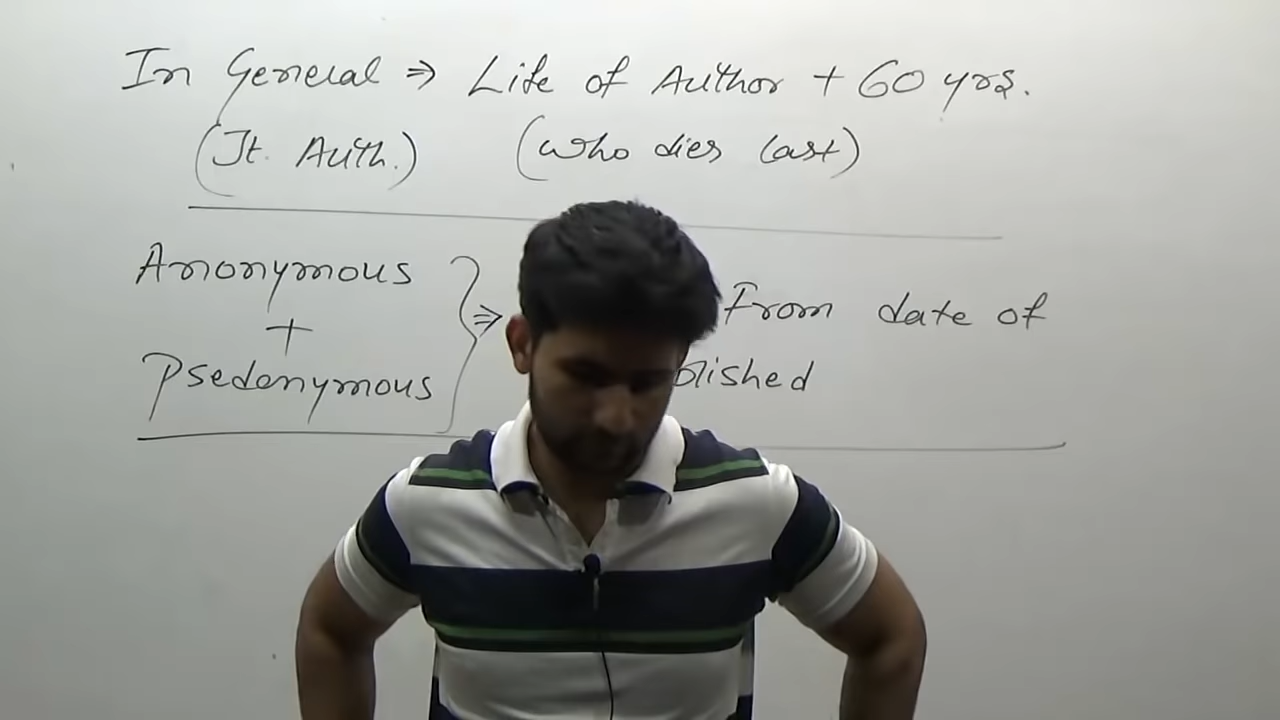 In General ⇒ Life of Author + 60 yrs.
(Jt. Auth.) (who dies last)
Anonymous
+
Psedonymous
} ⇒ From date of
blished